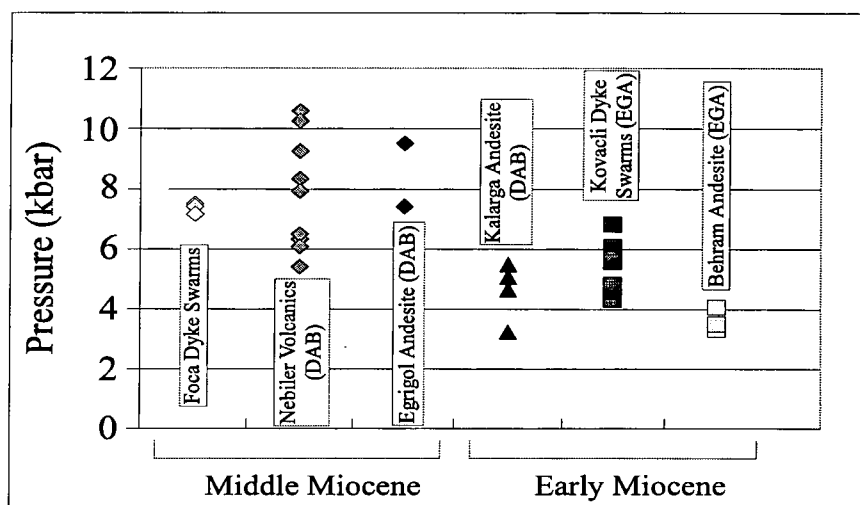 Pressure (kbar)
12
10
8
6
4
2
0
Foca Dyke Swarms
Nebiler Volcanics
(DAB)
Egrigol Andesite (DAB)
Kalarga Andesite
(DAB)
Kovacli Dyke
Swarms (EGA)
Behram Andesite (EGA)
Middle Miocene
Early Miocene